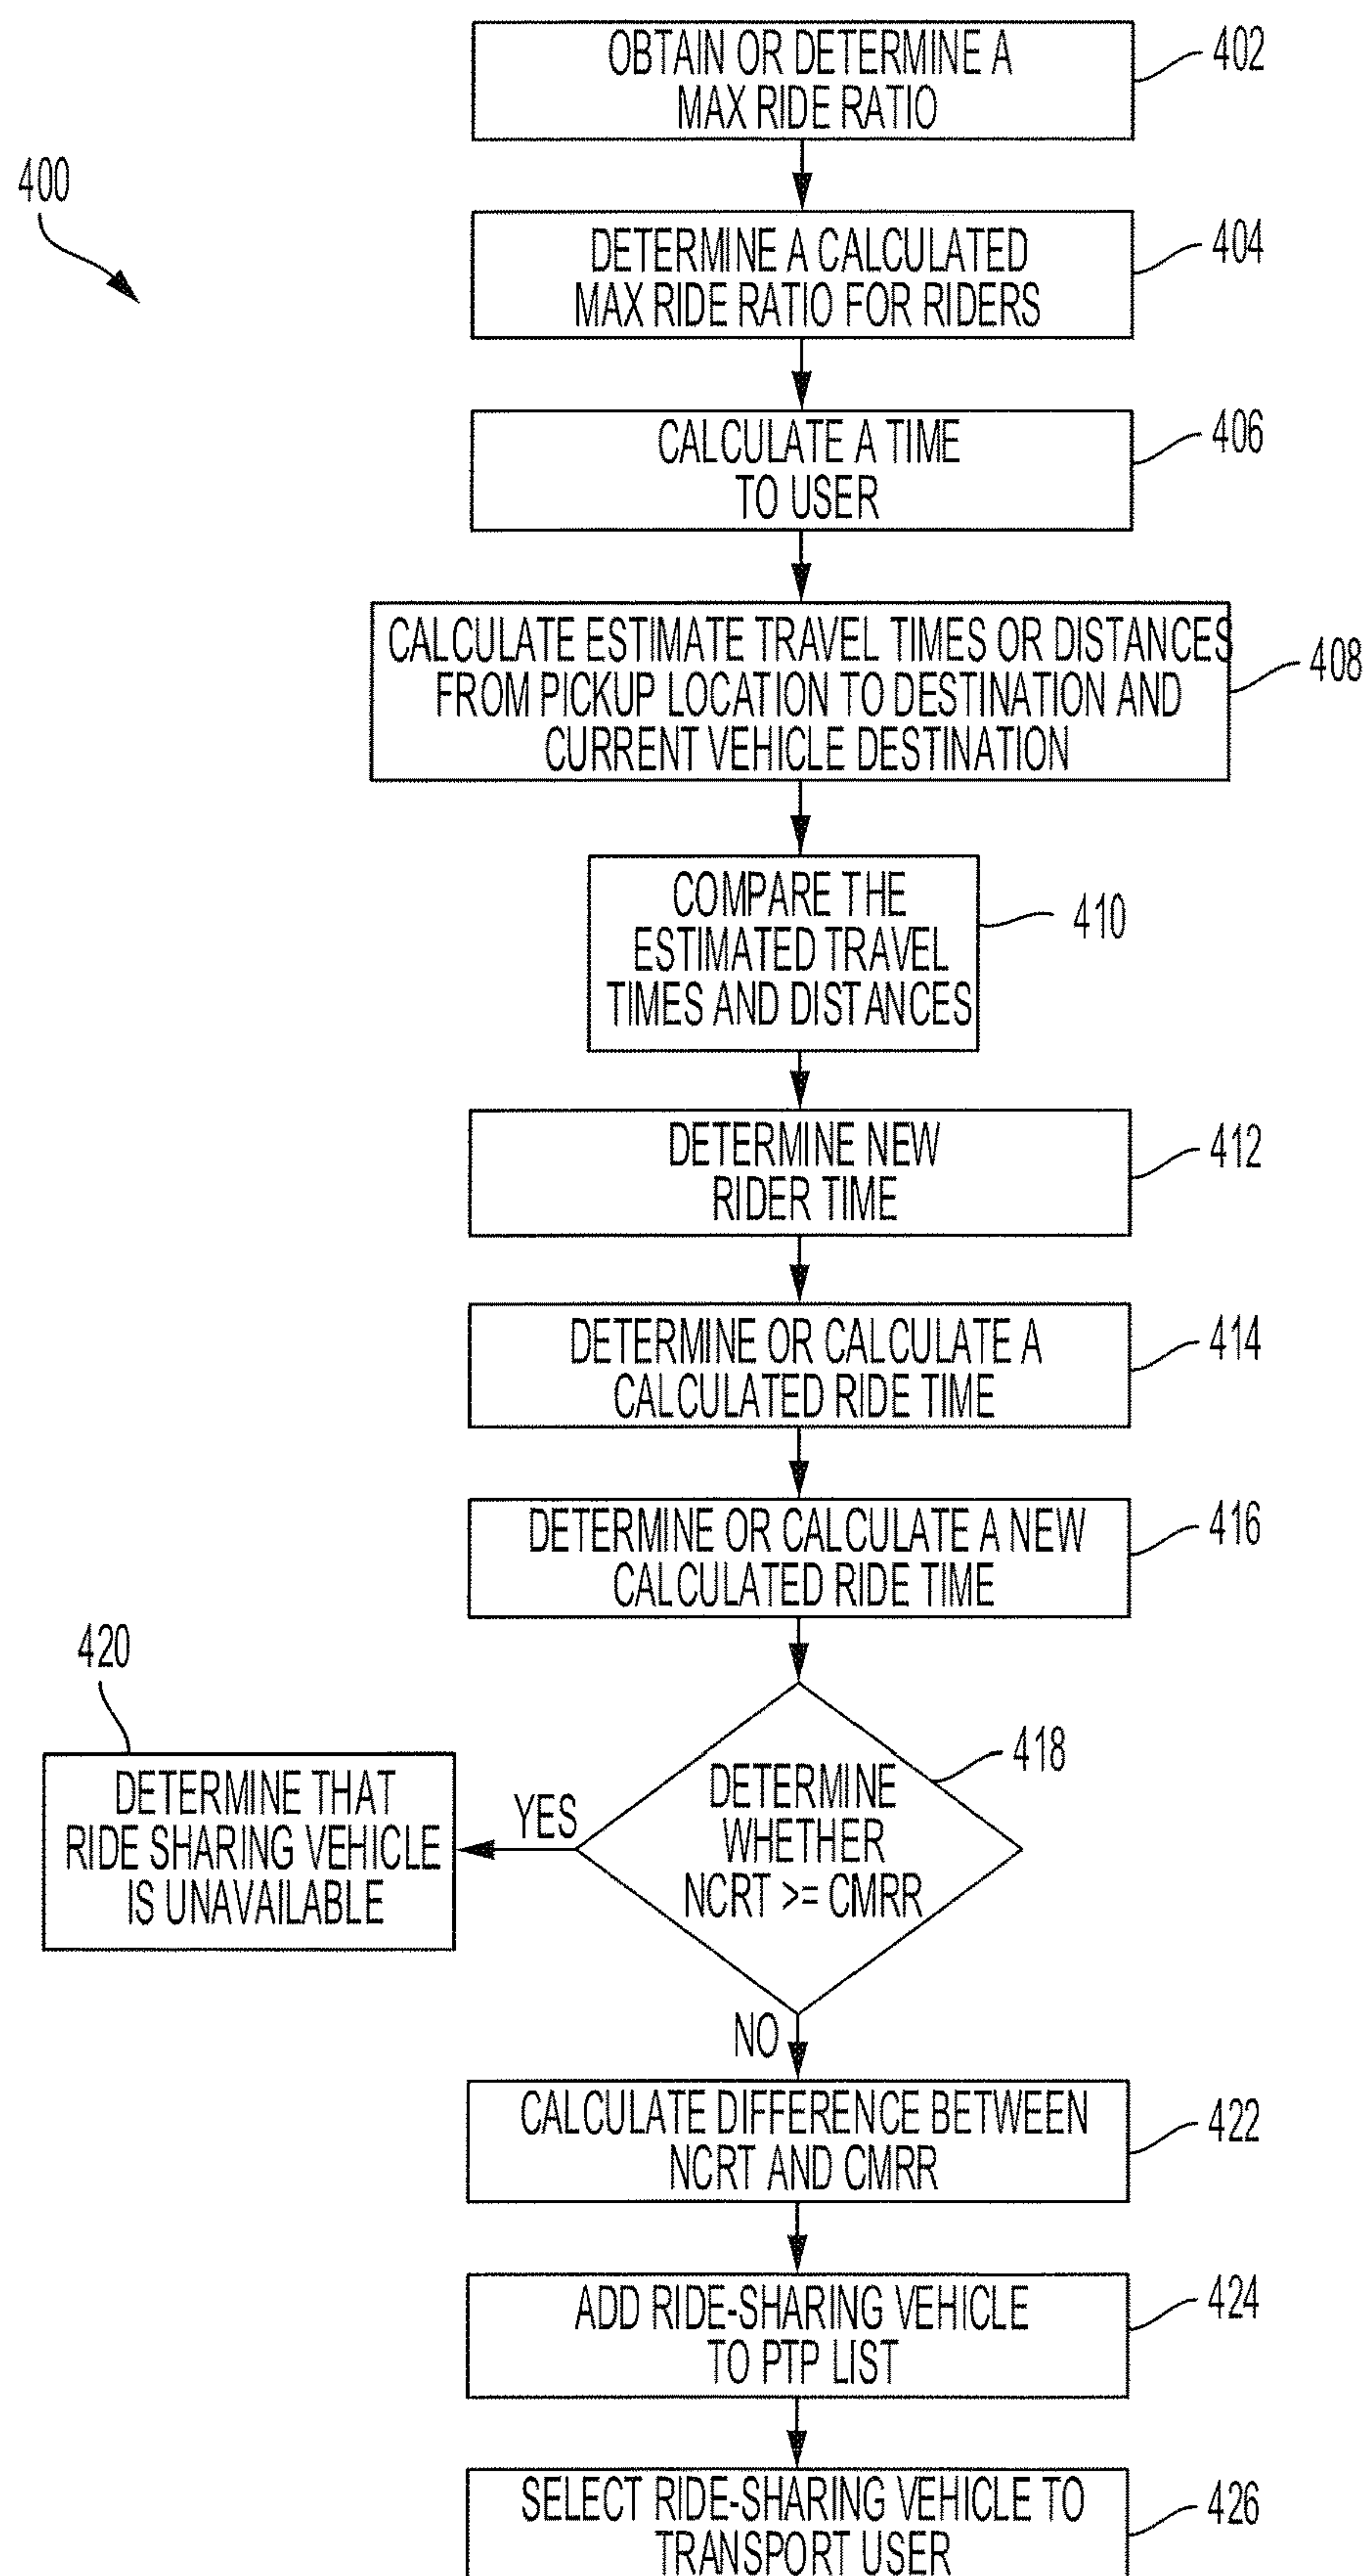 OBTAIN OR DETERMINE A
MAX RIDE RATIO
402
400
DETERMINE A CALCULATED
MAX RIDE RATIO FOR RIDERS
404
CALCULATE A TIME
TO USER
406
CALCULATE ESTIMATE TRAVEL TIMES OR DISTANCES
FROM PICKUP LOCATION TO DESTINATION AND
CURRENT VEHICLE DESTINATION
408
COMPARE THE
ESTIMATED TRAVEL
TIMES AND DISTANCES
410
DETERMINE NEW
RIDER TIME
412
DETERMINE OR CALCULATE A
CALCULATED RIDE TIME
414
DETERMINE OR CALCULATE A NEW
CALCULATED RIDE TIME
416
420
DETERMINE THAT
RIDE SHARING VEHICLE
IS UNAVAILABLE
YES
DETERMINE
WHETHER
NCRT >= CMRR
418
NO
CALCULATE DIFFERENCE BETWEEN
NCRT AND CMRR
422
ADD RIDE-SHARING VEHICLE
TO PTP LIST
424
SELECT RIDE-SHARING VEHICLE TO
TRANSPORT USER
426